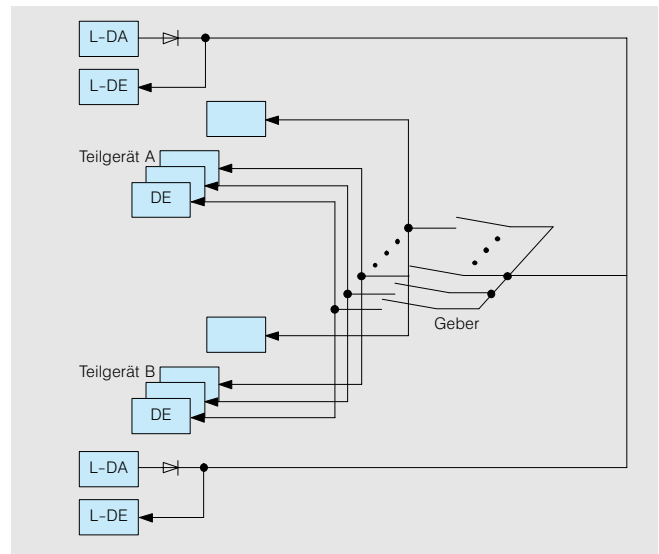 L-DA
L-DE
Teilgerät A
DE
Geber
Teilgerät B
DE
L-DA
L-DE